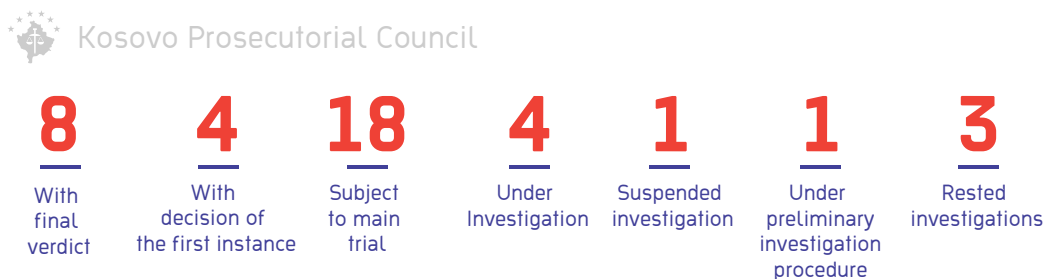 Kosovo Prosecutorial Council
8
With
final
verdict
4
With
decision of
the first instance
18
Subject
to main
trial
4
Under
Investigation
1
Suspended
investigation
1
Under
preliminary
investigation
procedure
3
Rested
investigations